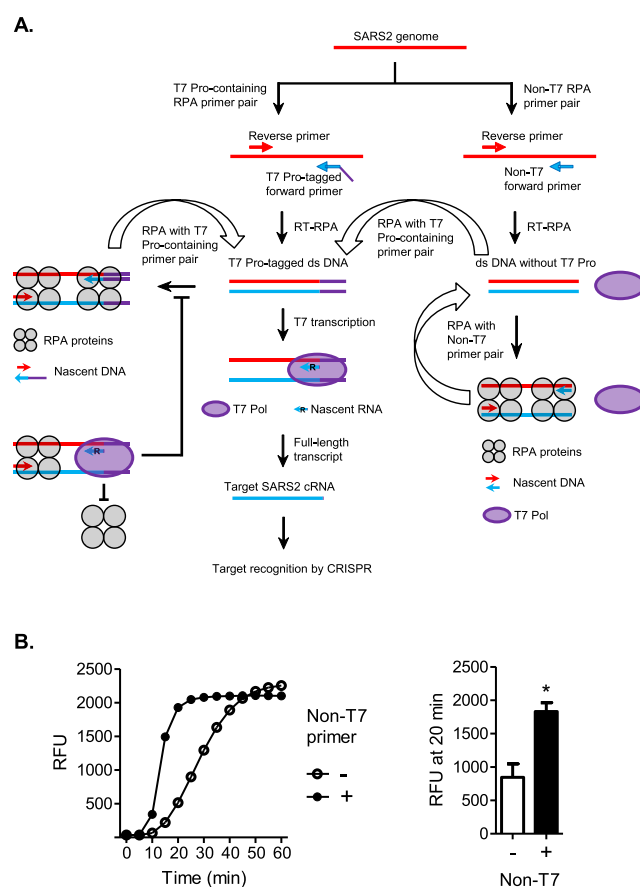 A.
SARS2 genome
T7 Pro-containing
RPA primer pair
Non-T7 RPA
primer pair
Reverse primer
Reverse primer
T7 Pro-tagged
forward primer
Non-T7
forward primer
RPA with T7
Pro-containing
primer pair
RT-RPA
RPA with T7
Pro-containing
primer pair
RT-RPA
T7 Pro-tagged ds DNA
ds DNA without T7 Pro
RPA proteins
Nascent DNA
T7 transcription
RPA with
Non-T7
primer pair
R
T7 Pol
R
Nascent RNA
R
Full-length
transcript
RPA proteins
Nascent DNA
T7 Pol
Target SARS2 cRNA
Target recognition by CRISPR
B.
RFU
2500
2000
1500
1000
500
0 10 20 30 40 50 60
Time (min)
Non-T7
primer
-
+
RFU at 20 min
2000
1500
1000
500
0
*
- +
Non-T7